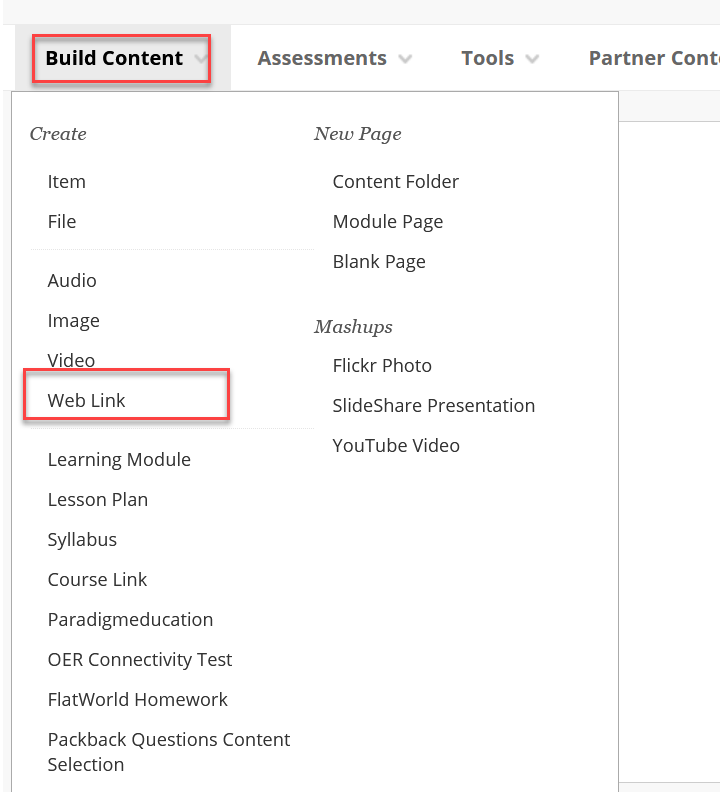 Build Content
Assessments
Tools
Partner
Create
Item
File
Audio
Image
Video
Web Link
Learning Module
Lesson Plan
Syllabus
Course Link
Paradigmeducation
OER Connectivity Test
FlatWorld Homework
Packback Questions Content
Selection
New Page
Content Folder
Module Page
Blank Page
Mashups
Flickr Photo
SlideShare Presentation
YouTube Video